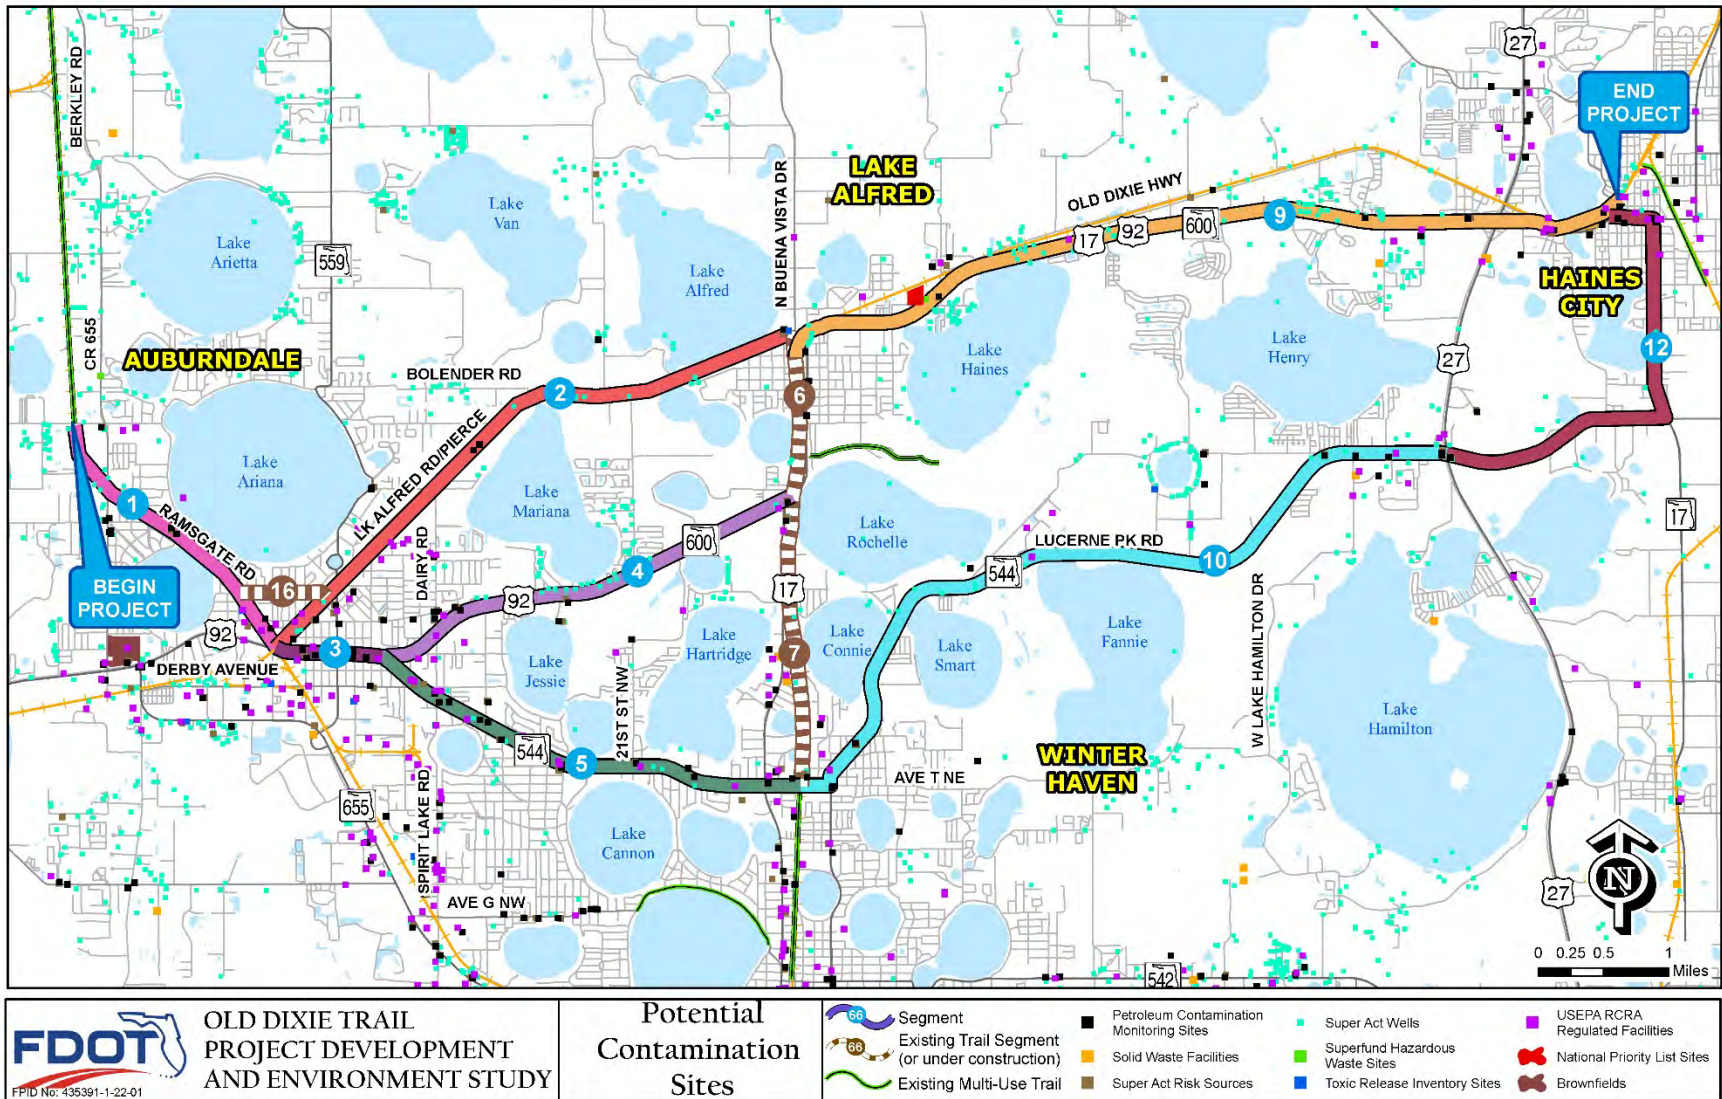 BERKLEY RD
27
END
PROJECT
LAKE
ALFRED
N BUENA VISTA DR
OLD DIXIE HWY
Lake
Van
Lake
Arietta
559
17
92
600
9
Lake
Alfred
HAINES
CITY
CR 655
AUBURNDALE
BOLENDER RD
2
6
Lake
Haines
Lake
Henry
27
12
LK ALFRED RD/PIERCE
Lake
Ariana
1
RAMSGATE RD
Lake
Mariana
DAIRY RD
600
Lake
Rochelle
LUCERNE PK RD
10
17
BEGIN
PROJECT
16
92
4
17
544
W LAKE HAMILTON DR
92
3
DERBY AVENUE
Lake
Jessie
21ST ST NW
Lake
Hartridge
7
Lake
Connie
Lake
Smart
Lake
Fannie
Lake
Hamilton
544
5
WINTER
HAVEN
AVE T NE
655
SPIRIT LAKE RD
Lake
Cannon
AVE G NW
27
N
542
0 0.25 0.5 1
Miles
FDOT
FPID No: 435391-1-22-01
OLD DIXIE TRAIL
PROJECT DEVELOPMENT
AND ENVIRONMENT STUDY
Potential
Contamination
Sites
66
Segment
66
Existing Trail Segment
(or under construction)
Existing Multi-Use Trail
Petroleum Contamination
Monitoring Sites
Solid Waste Facilities
Super Act Risk Sources
Super Act Wells
Superfund Hazardous
Waste Sites
Toxic Release Inventory Sites
USEPA RCRA
Regulated Facilities
National Priority List Sites
Brownfields